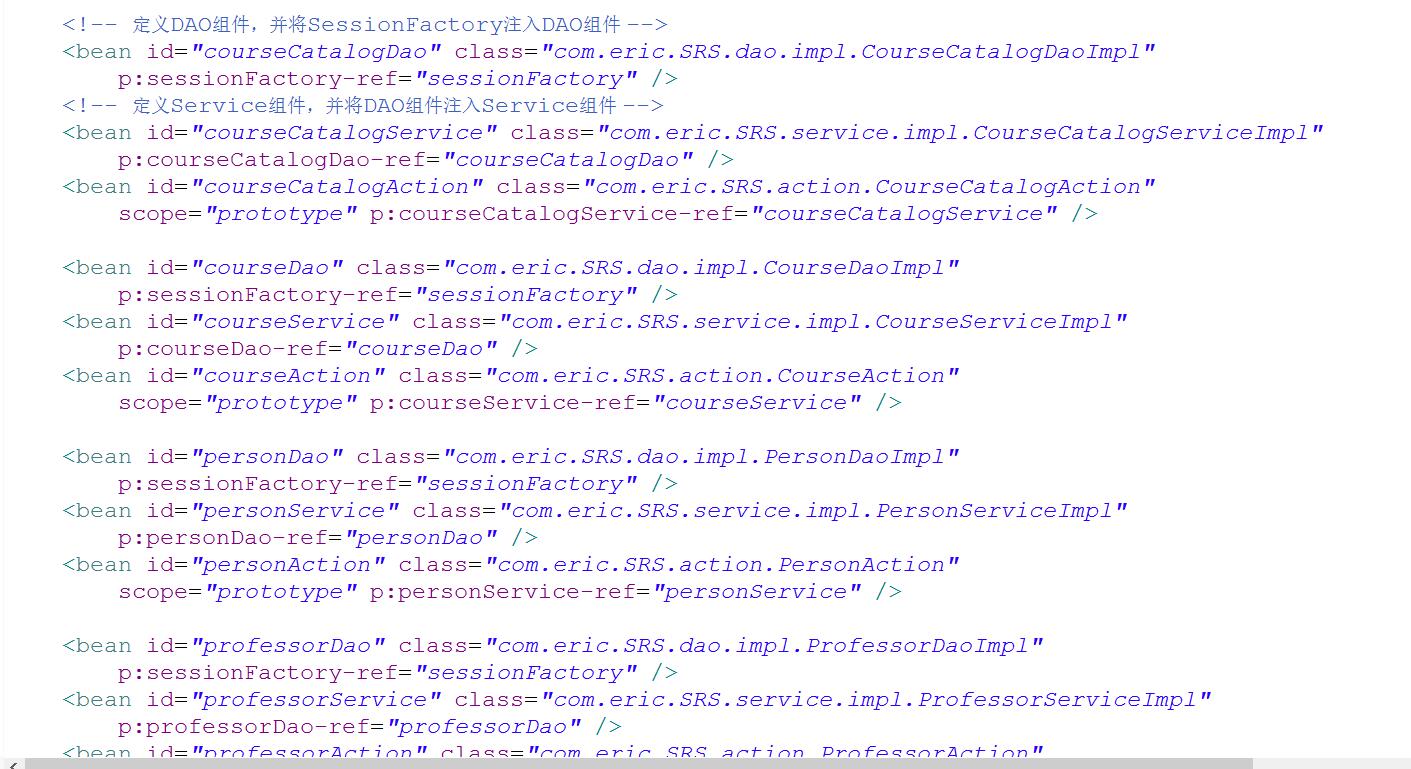 <!-- 定义DAO组件，并将SessionFactory注入DAO组件 -->
<bean id="courseCatalogDao" class="com.eric.SRS.dao.impl.CourseCatalogDaoImpl"
p:sessionFactory-ref="sessionFactory" />
<!-- 定义Service组件，并将DAO组件注入Service组件 -->
<bean id="courseCatalogService" class="com.eric.SRS.service.impl.CourseCatalogServiceImpl"
p:courseCatalogDao-ref="courseCatalogDao" />
<bean id="courseCatalogAction" class="com.eric.SRS.action.CourseCatalogAction"
scope="prototype" p:courseCatalogService-ref="courseCatalogService" />
<bean id="courseDao" class="com.eric.SRS.dao.impl.CourseDaoImpl"
p:sessionFactory-ref="sessionFactory" />
<bean id="courseService" class="com.eric.SRS.service.impl.CourseServiceImpl"
p:courseDao-ref="courseDao" />
<bean id="courseAction" class="com.eric.SRS.action.CourseAction"
scope="prototype" p:courseService-ref="courseService" />
<bean id="personDao" class="com.eric.SRS.dao.impl.PersonDaoImpl"
p:sessionFactory-ref="sessionFactory" />
<bean id="personService" class="com.eric.SRS.service.impl.PersonServiceImpl"
p:personDao-ref="personDao" />
<bean id="personAction" class="com.eric.SRS.action.PersonAction"
scope="prototype" p:personService-ref="personService" />
<bean id="professorDao" class="com.eric.SRS.dao.impl.ProfessorDaoImpl"
p:sessionFactory-ref="sessionFactory" />
<bean id="professorService" class="com.eric.SRS.service.impl.ProfessorServiceImpl"
p:professorDao-ref="professorDao" />
<bean id="professorAction" class="com.eric.SRS.action.ProfessorAction"